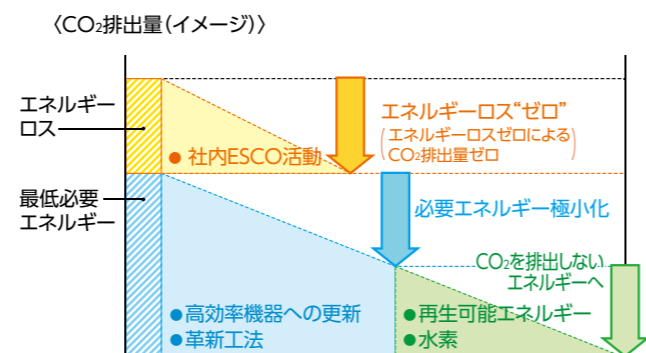 〈CO₂排出量（イメージ）〉
エネルギー
ロス
エネルギーロス“ゼロ”
（エネルギーロスゼロによる
CO₂排出量ゼロ）
●社内ESCO活動
最低必要
エネルギー
必要エネルギー極小化
CO₂を排出しない
エネルギーへ
●高効率機器への更新
●革新工法
●再生可能エネルギー
●水素